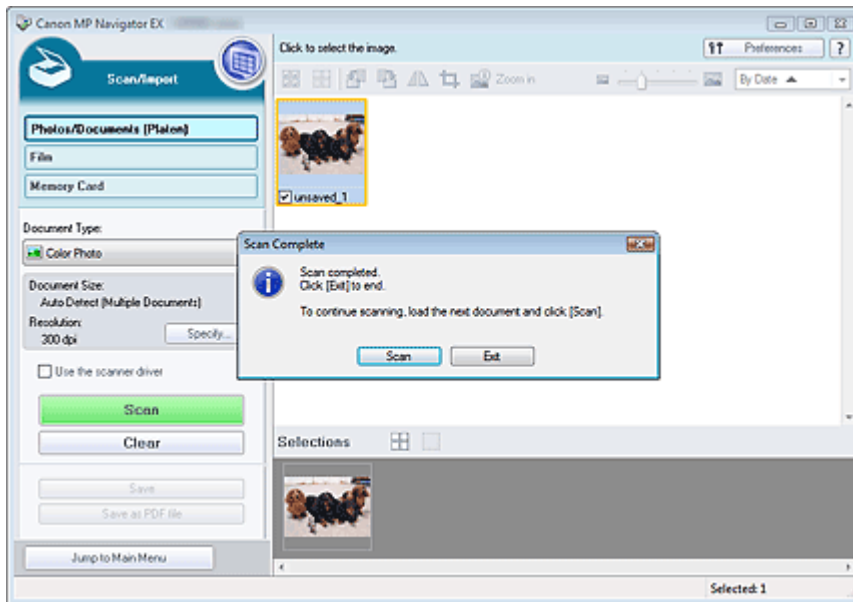 Canon MP Navigator EX
Scan/Import
Photos/Documents (Platen)
Film
Memory Card
Document Type:
Color Photo
Document Size:
Auto Detect (Multiple Documents)
Resolution:
300 dpi
Specify...
Use the scanner driver
Scan
Clear
Save
Save as PDF file
Jump to Main Menu
Click to select the image.
Preferences
?
Zoom in
By Date
unsaved_1
Scan Complete
Scan completed.
Click [Exit] to end.
To continue scanning, load the next document and click [Scan].
Scan
Exit
Selections
Selected: 1